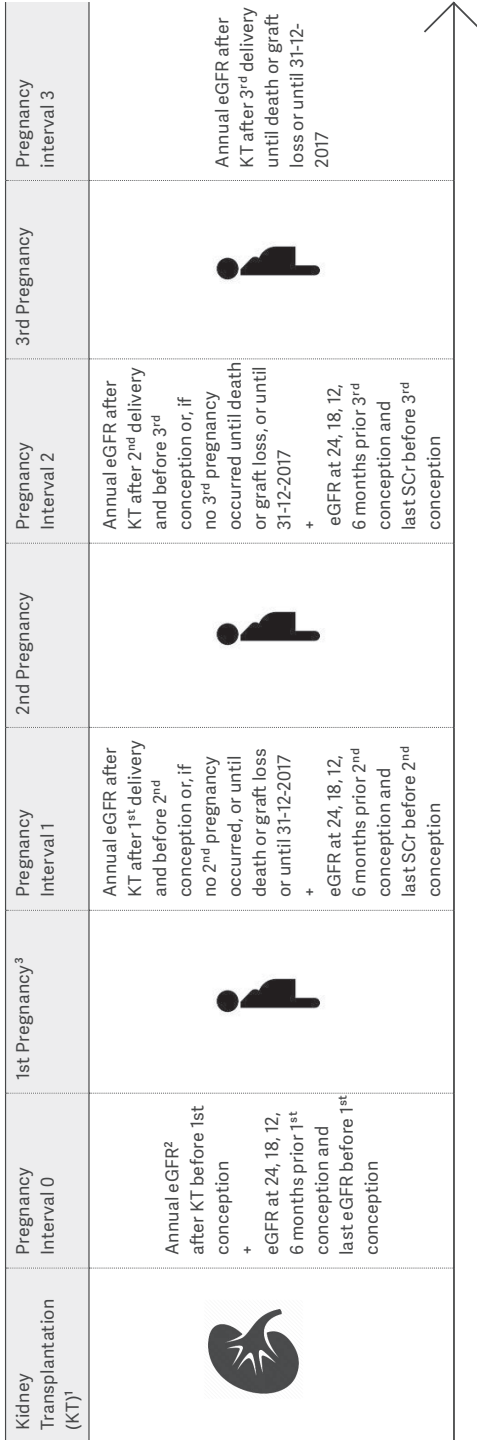 Kidney
Transplantation
(KT)¹
Pregnancy
Interval 0
Annual eGFR²
after KT before 1st
conception
+
eGFR at 24, 18, 12,
6 months prior 1st
conception and
last eGFR before 1st
conception
1st Pregnancy³
Pregnancy
Interval 1
Annual eGFR after
KT after 1st delivery
and before 2nd
conception or, if
no 2nd pregnancy
occurred, or until
death or graft loss
or until 31-12-2017
+
eGFR at 24, 18, 12,
6 months prior 2nd
conception and
last SCr before 2nd
conception
2nd Pregnancy
Pregnancy
Interval 2
Annual eGFR after
KT after 2nd delivery
and before 3rd
conception or, if
no 3rd pregnancy
occurred until death
or graft loss, or until
31-12-2017
+
eGFR at 24, 18, 12,
6 months prior 3rd
conception and
last SCr before 3rd
conception
3rd Pregnancy
Pregnancy
interval 3
Annual eGFR after
KT after 3rd delivery
until death or graft
loss or until 31-12-
2017